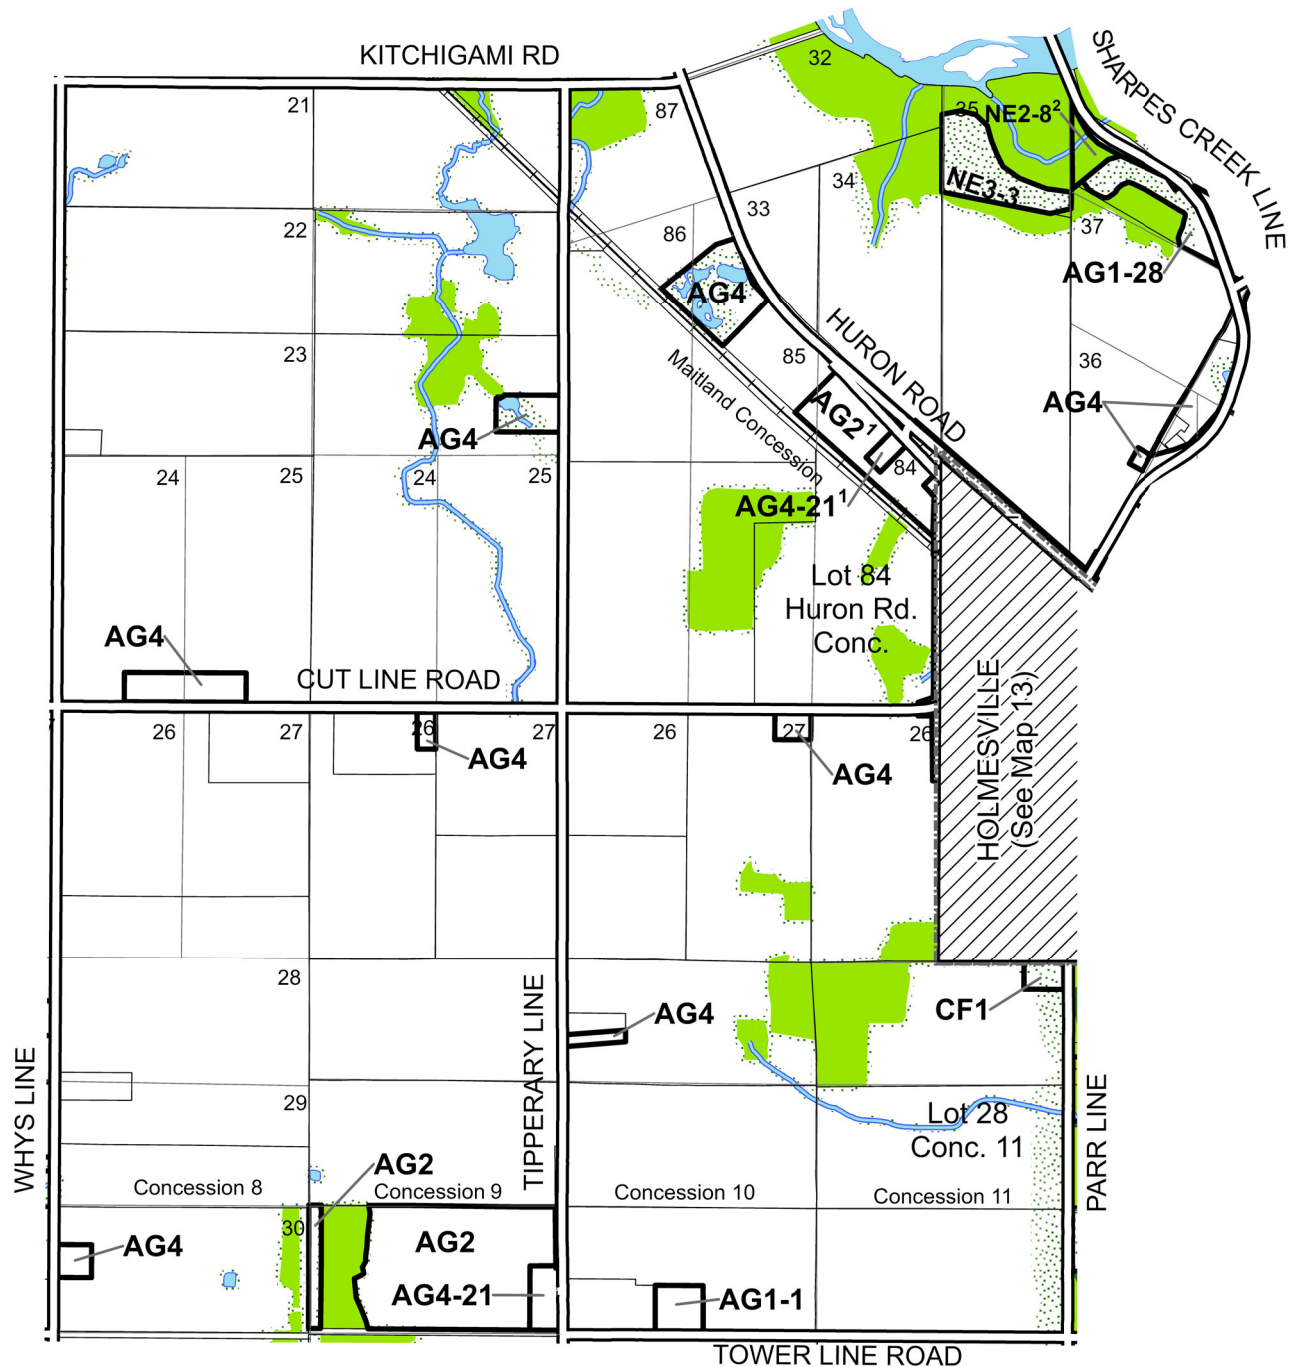 KITCHIGAMI RD
SHARPES CREEK LINE
32
21
87
35
NE2-8²
34
NE3-3
33
37
22
86
AG1-28
AG4
HURON ROAD
23
85
36
Maitland Concession
AG2¹
AG4
AG4
84
24
25
24
25
AG4-21¹
Lot 84
Huron Rd.
Conc.
AG4
CUT LINE ROAD
HOLMESVILLE
(See Map 13)
26
27
26
27
26
27
26
AG4
AG4
28
TIPPERARY LINE
AG4
CF1
WHYS LINE
29
Lot 28
Conc. 11
PARR LINE
AG2
Concession 8
Concession 9
Concession 10
Concession 11
30
AG4
AG2
AG4-21
AG1-1
TOWER LINE ROAD